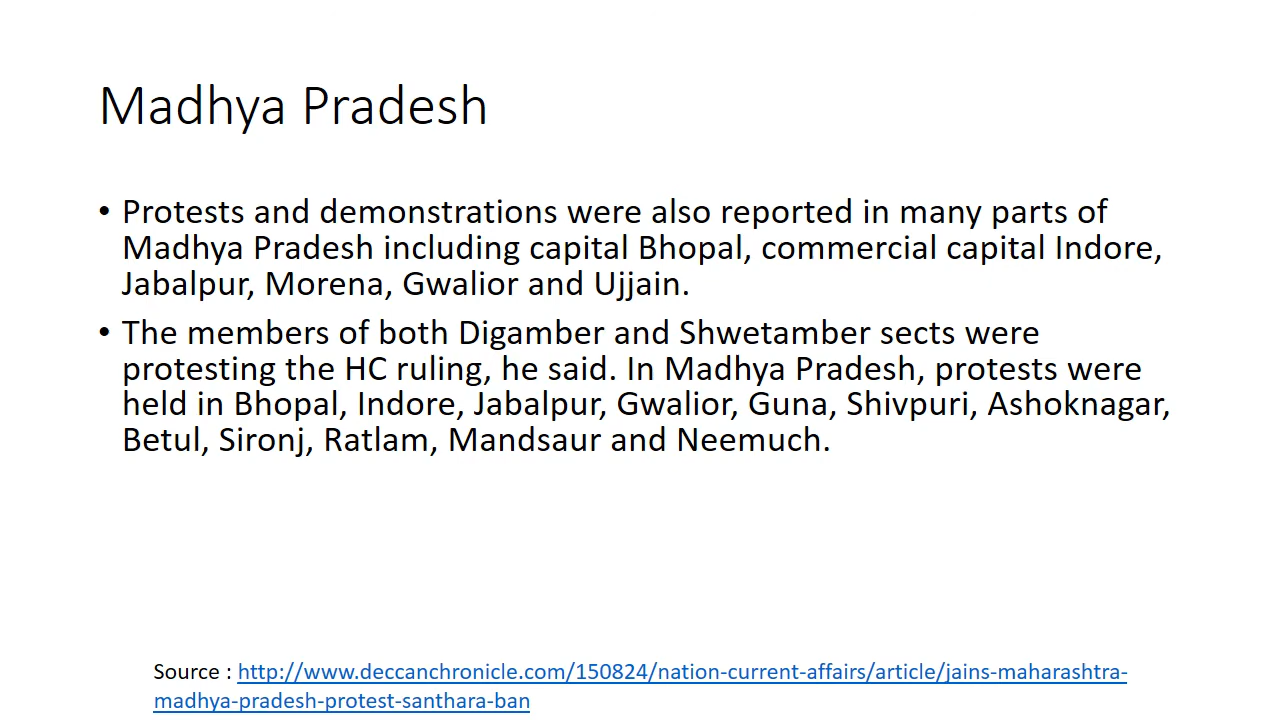 Madhya Pradesh
• Protests and demonstrations were also reported in many parts of
Madhya Pradesh including capital Bhopal, commercial capital Indore,
Jabalpur, Morena, Gwalior and Ujjain.
• The members of both Digamber and Shwetamber sects were
protesting the HC ruling, he said. In Madhya Pradesh, protests were
held in Bhopal, Indore, Jabalpur, Gwalior, Guna, Shivpuri, Ashoknagar,
Betul, Sironj, Ratlam, Mandsaur and Neemuch.
Source : http://www.deccanchronicle.com/150824/nation-current-affairs/article/jains-maharashtra-
madhya-pradesh-protest-santhara-ban